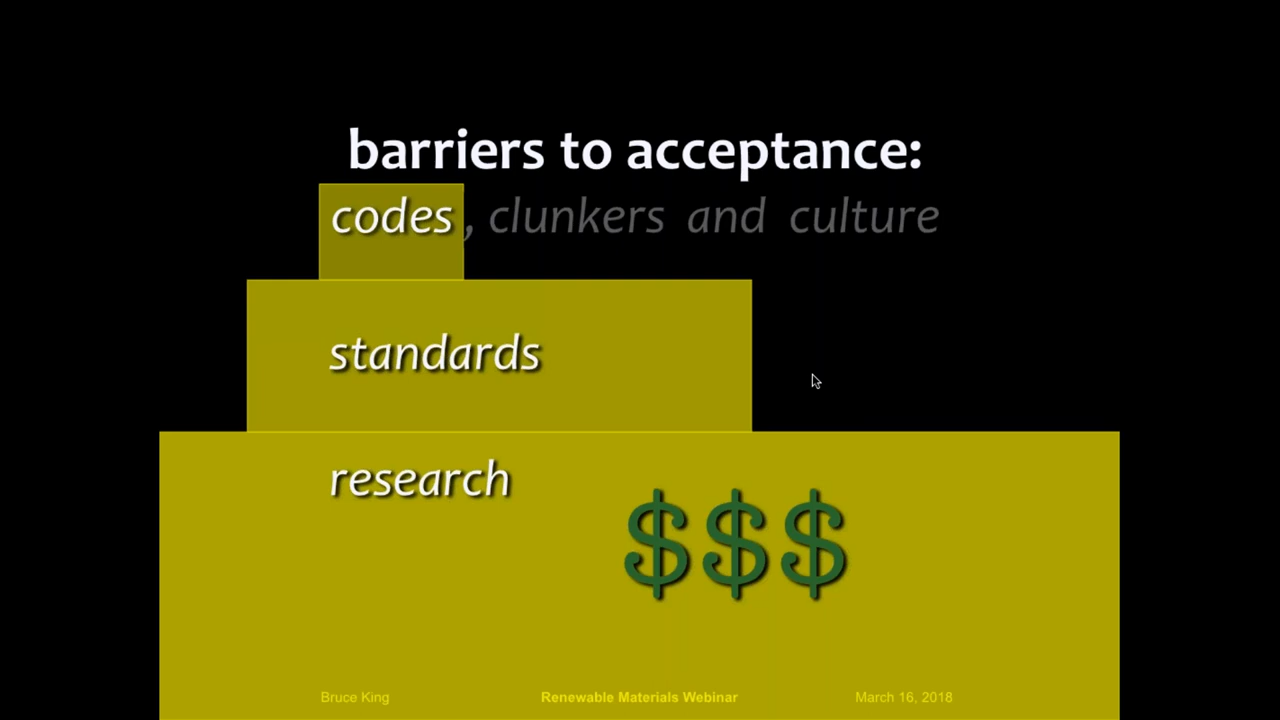 barriers to acceptance:
codes, clunkers and culture
standards
research
$$$
Bruce King Renewable Materials Webinar March 16, 2018